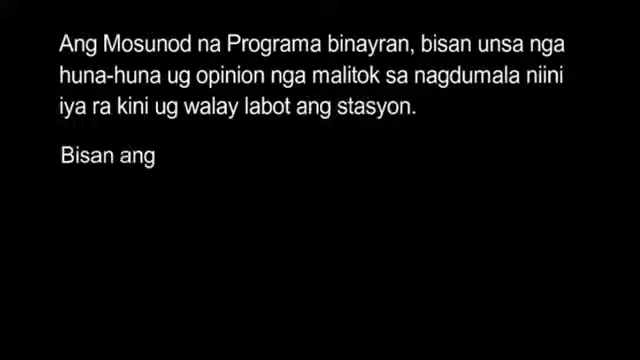 Ang Mosunod na Programa binayran, bisan unsa nga
huna-huna ug opinion nga malitok sa nagdumala niini
iya ra kini ug walay labot ang stasyon.
Bisan ang